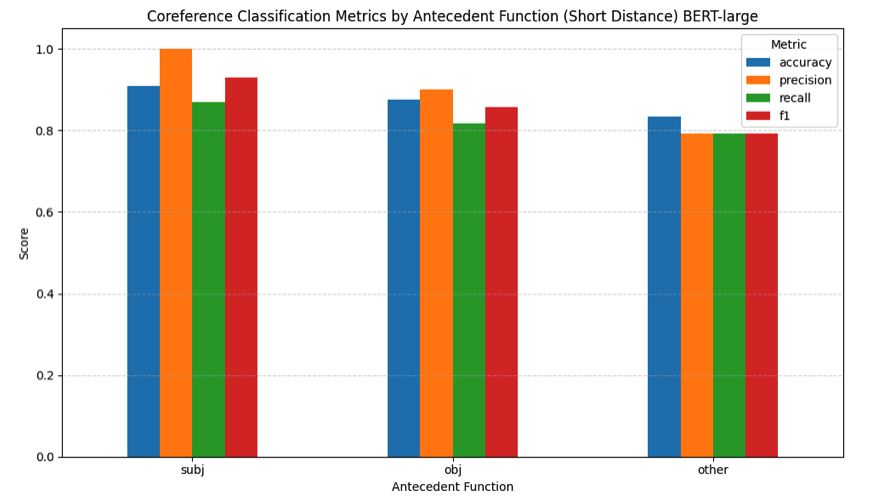 Coreference Classification Metrics by Antecedent Function (Short Distance) BERT-large
Metric
accuracy
precision
recall
f1
1.0
0.8
0.6
0.4
0.2
0.0
Score
subj obj other
Antecedent Function